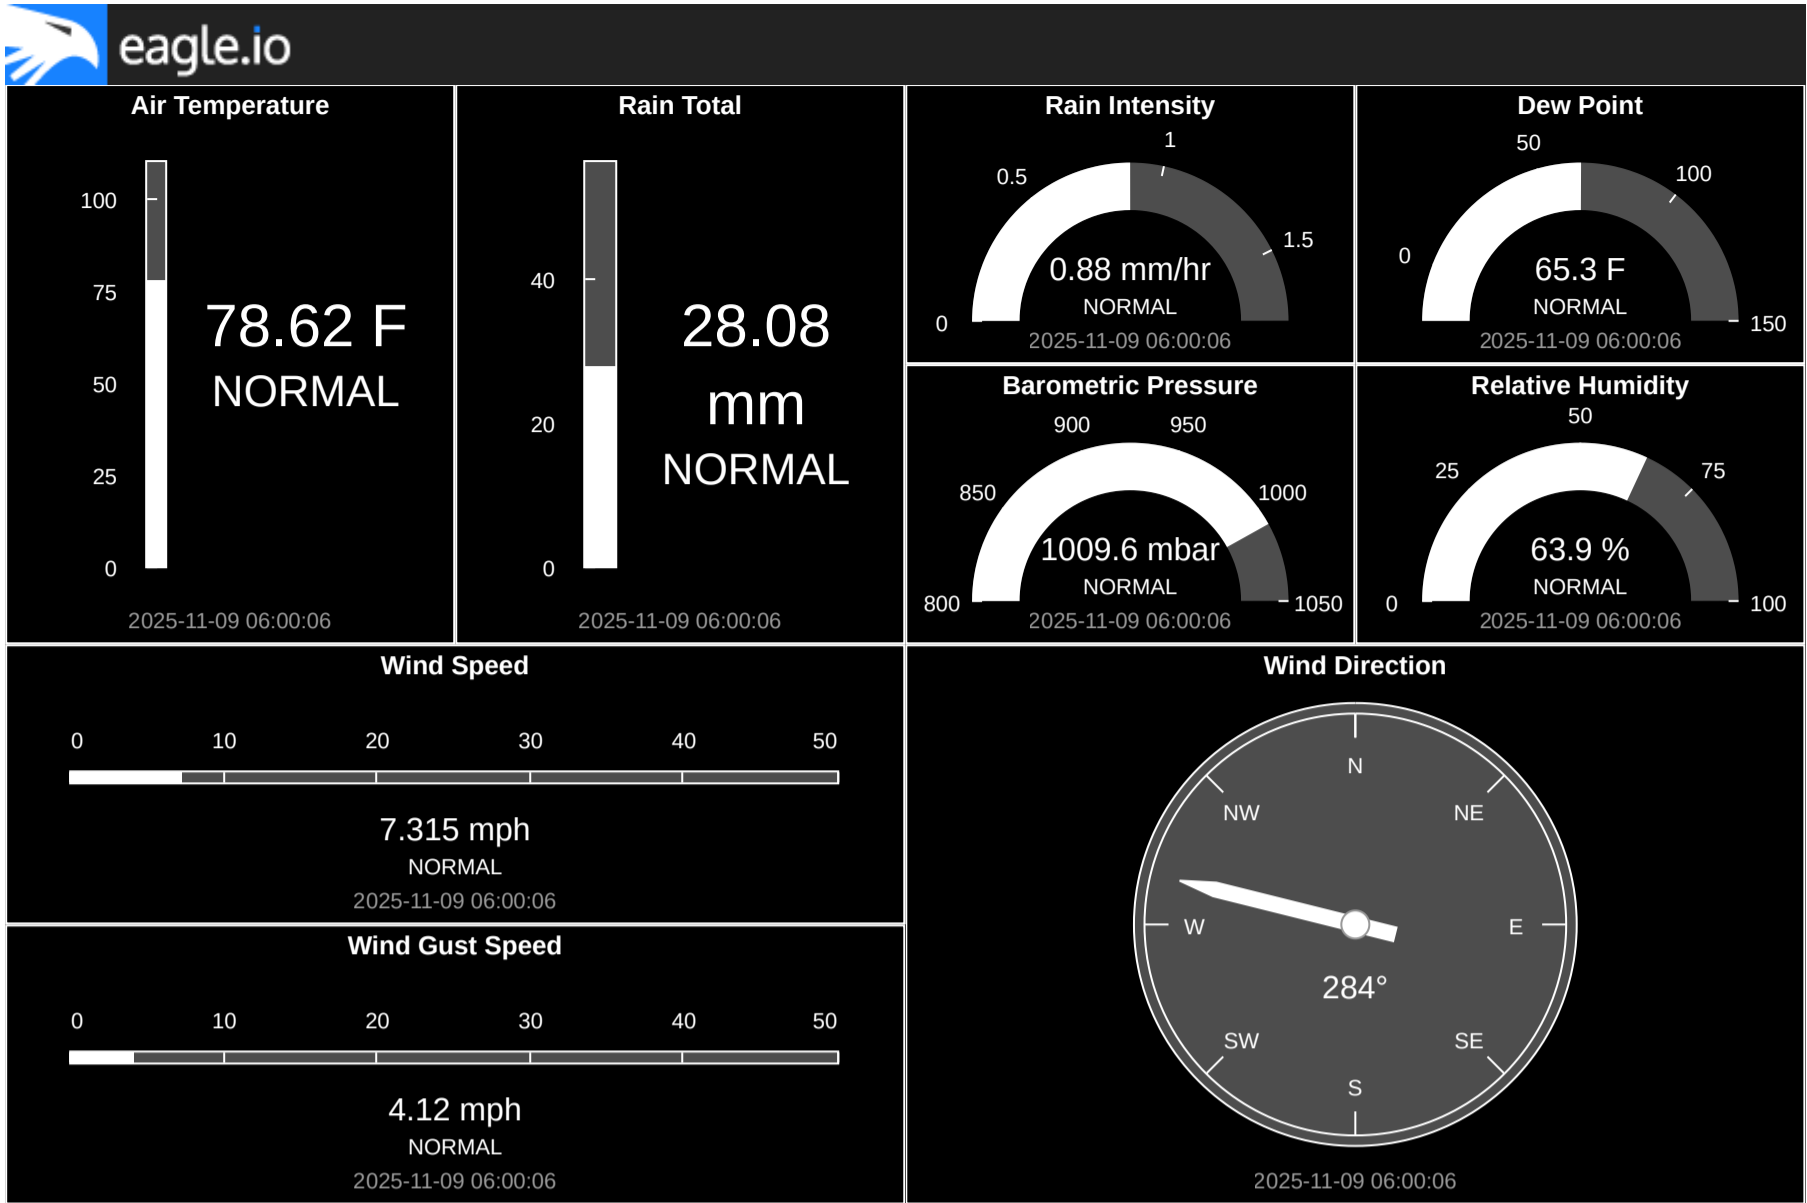 eagle.io
Air Temperature
100
75
50
25
0
78.62 F
NORMAL
2025-11-09 06:00:06
Rain Total
40
20
0
28.08
mm
NORMAL
2025-11-09 06:00:06
Rain Intensity
0
0.5
1
1.5
0.88 mm/hr
NORMAL
2025-11-09 06:00:06
Dew Point
0
50
100
150
65.3 F
NORMAL
2025-11-09 06:00:06
Barometric Pressure
800
850
900
950
1000
1050
1009.6 mbar
NORMAL
2025-11-09 06:00:06
Relative Humidity
0
25
50
75
100
63.9 %
NORMAL
2025-11-09 06:00:06
Wind Speed
0 10 20 30 40 50
7.315 mph
NORMAL
2025-11-09 06:00:06
Wind Gust Speed
0 10 20 30 40 50
4.12 mph
NORMAL
2025-11-09 06:00:06
Wind Direction
N
NW NE
W E
284°
SW SE
S
2025-11-09 06:00:06